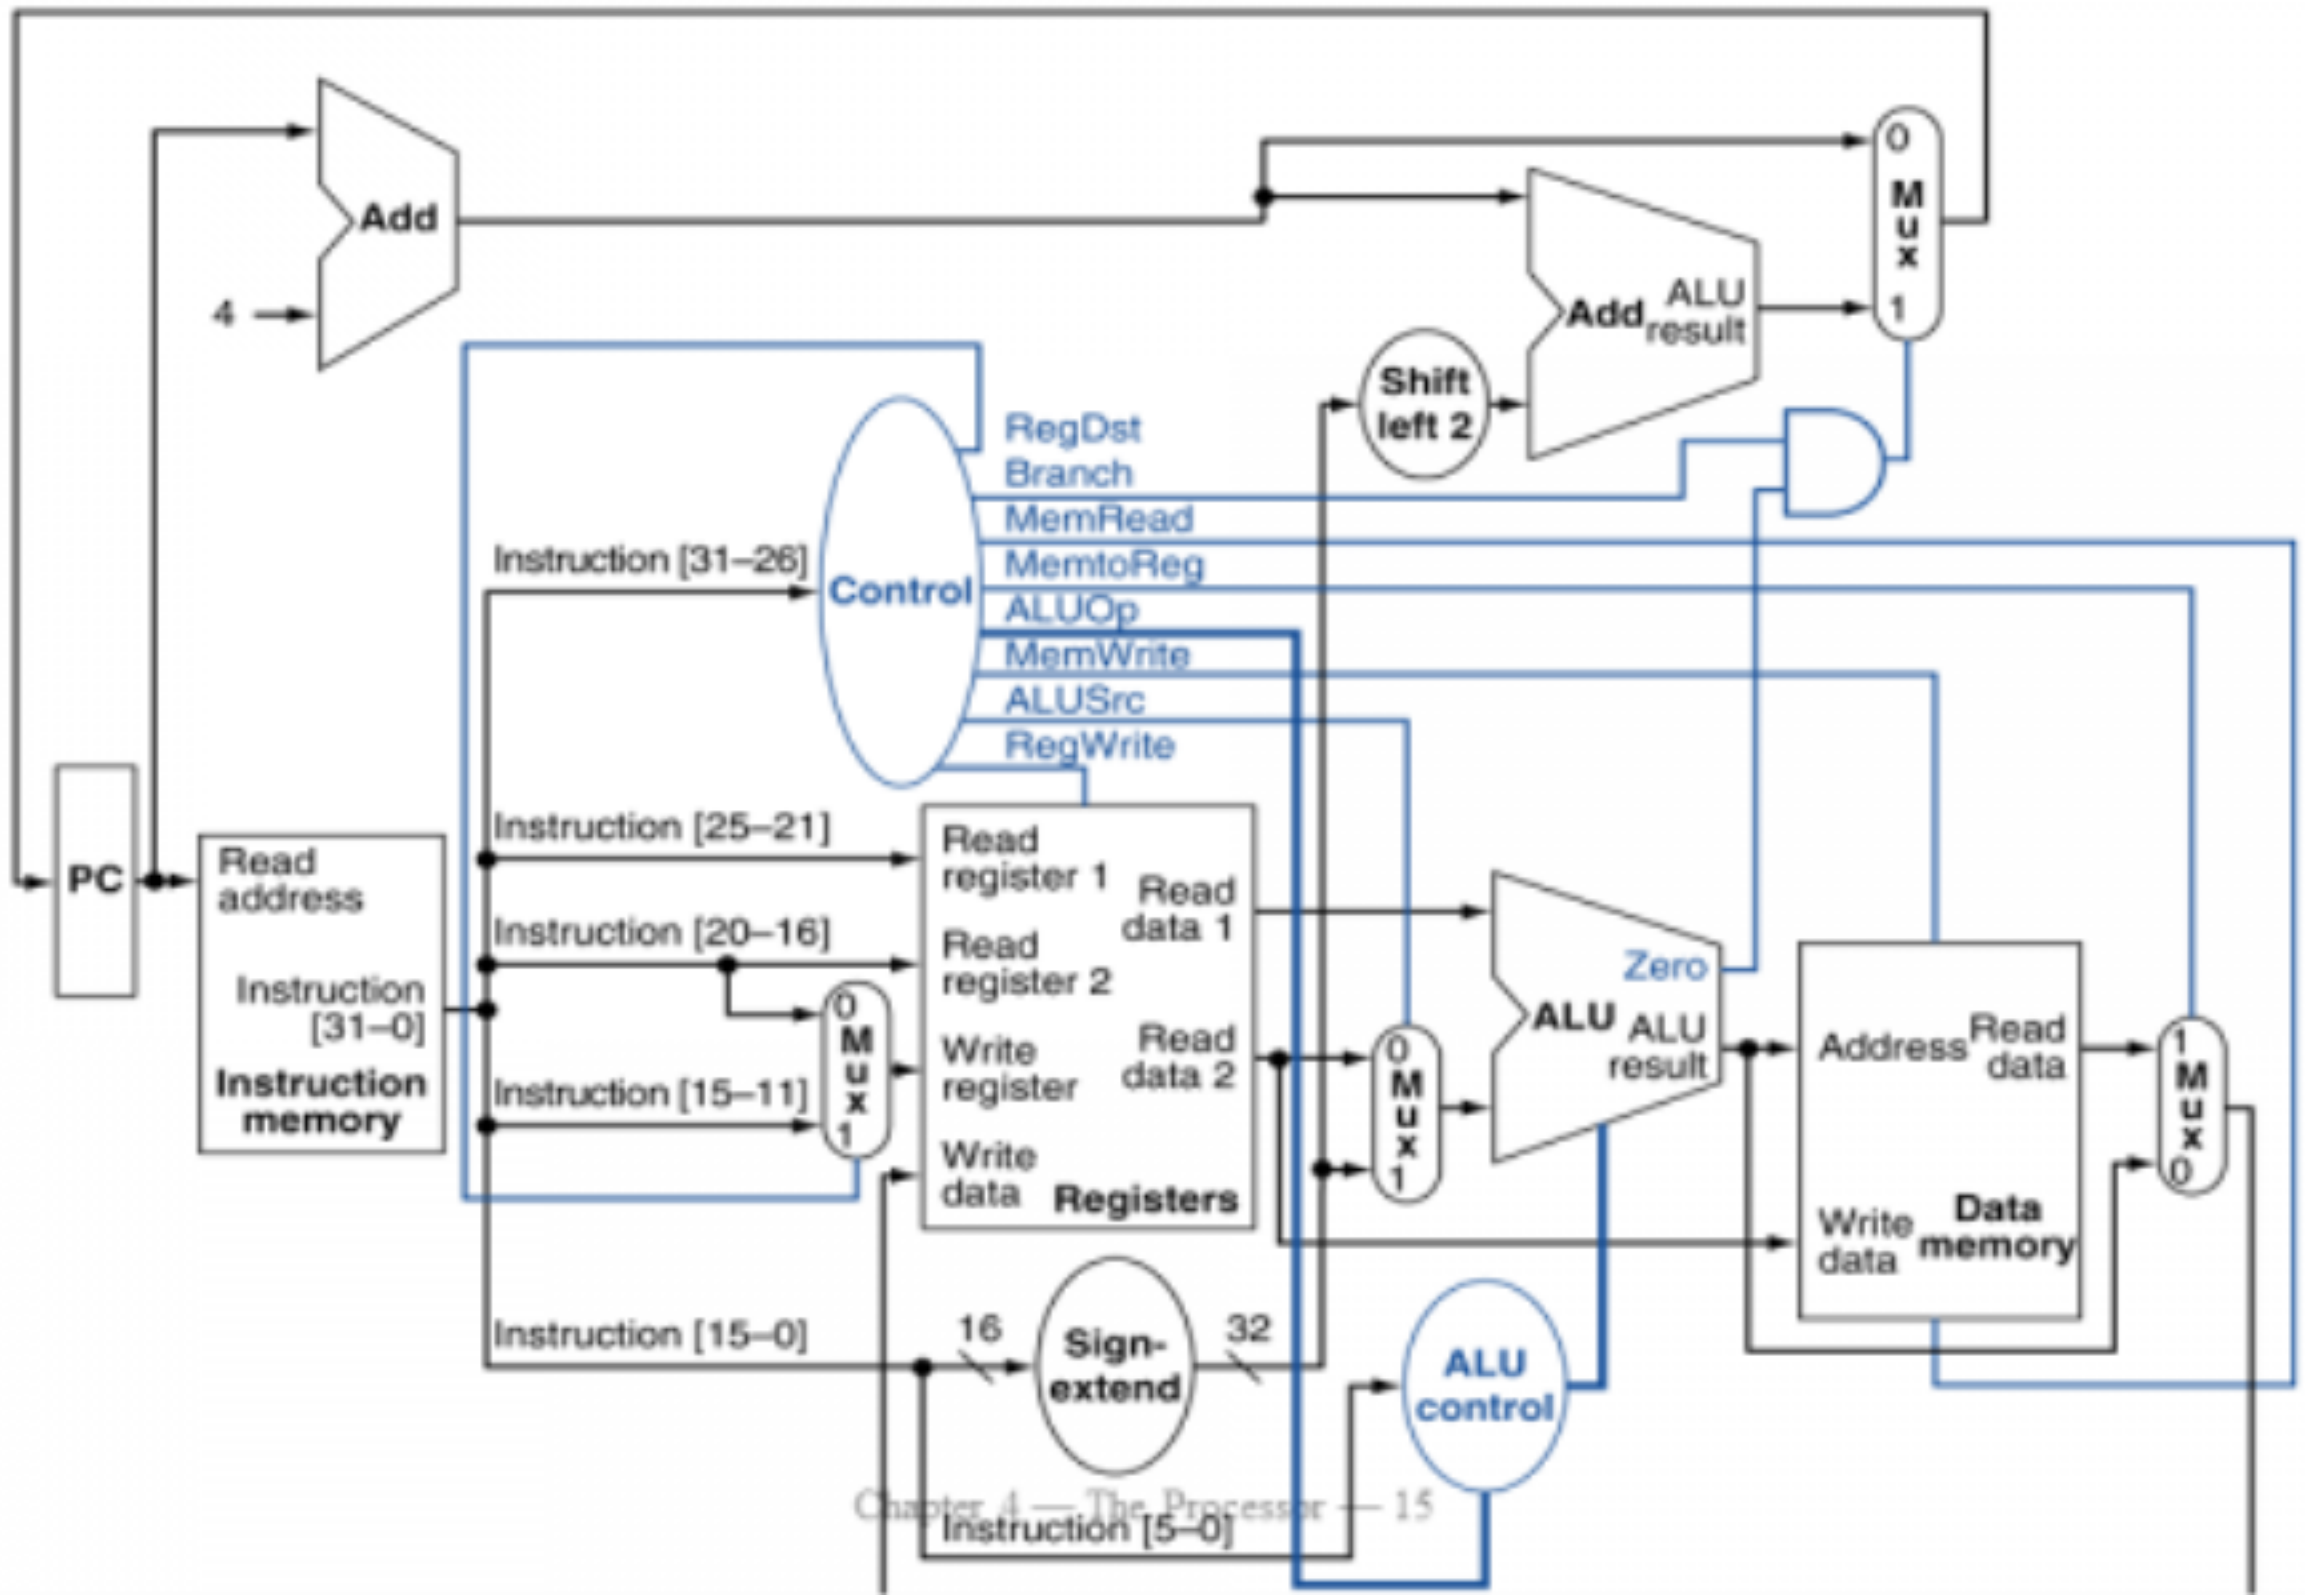 Add
4
0
M
u
x
1
Add
ALU
result
Shift
left 2
RegDst
Branch
MemRead
MemtoReg
ALUOp
MemWrite
ALUSrc
RegWrite
Control
Instruction [31–26]
Instruction [25–21]
Instruction [20–16]
Instruction [15–11]
Instruction [15–0]
Instruction [5–0]
PC
Read
address
Instruction
[31–0]
Instruction
memory
0
M
u
x
1
Read
register 1
Read
register 2
Write
register
Write
data
Read
data 1
Read
data 2
Registers
0
M
u
x
1
Zero
ALU
ALU
result
Address
Read
data
Write
data
Data
memory
1
M
u
x
0
16
Sign-
extend
32
ALU
control
Chapter 4 — The Processor — 15